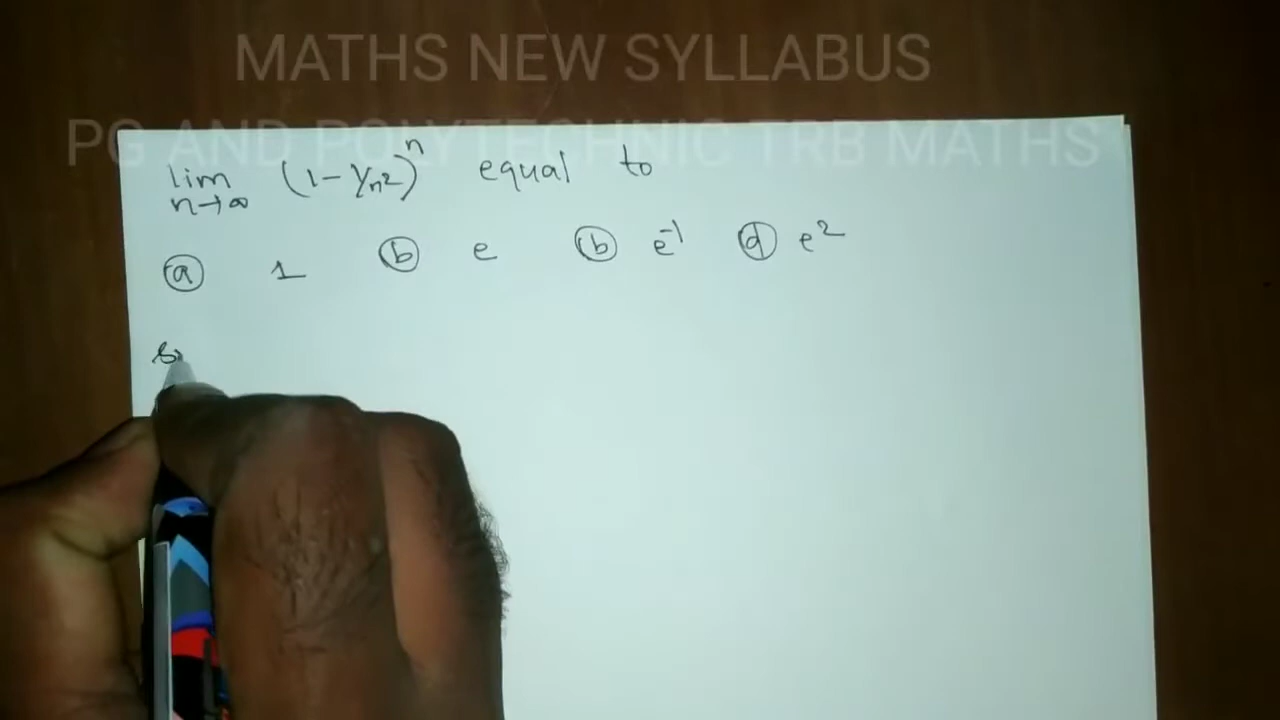 MATHS NEW SYLLABUS
PG AND POLYTECHNIC TRB MATHS
lim n→∞ (1 - 1/n²)ⁿ equal to
ⓐ 1 ⓑ e ⓑ e⁻¹ ⓓ e²